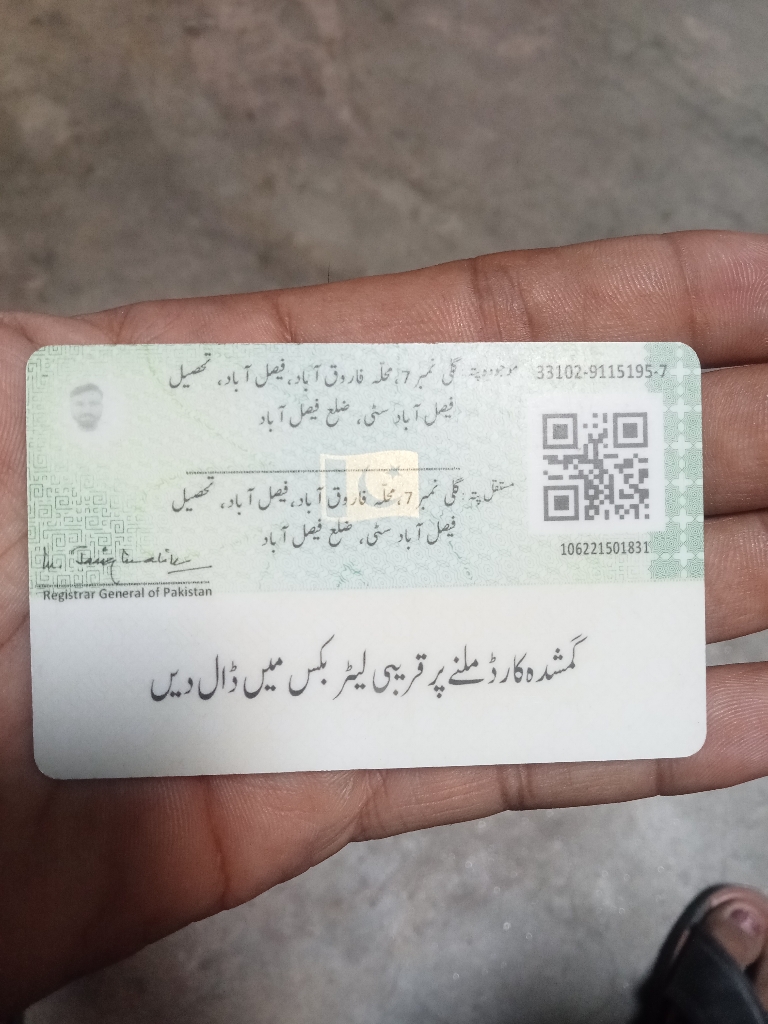 33102-9115195-7
موجودہ پتہ: گلی نمبر 7، محلہ فاروق آباد، فیصل آباد، تحصیل
فیصل آباد سٹی، ضلع فیصل آباد
مستقل پتہ: گلی نمبر 7، محلہ فاروق آباد، فیصل آباد، تحصیل
فیصل آباد سٹی، ضلع فیصل آباد
106221501831
Registrar General of Pakistan
گمشدہ کارڈ ملنے پر قریبی لیٹر بکس میں ڈال دیں